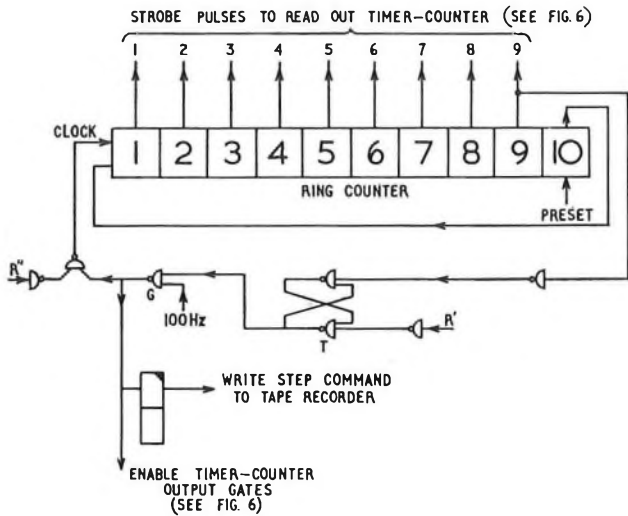 STROBE PULSES TO READ OUT TIMER-COUNTER (SEE FIG. 6)
1 2 3 4 5 6 7 8 9
CLOCK
1 2 3 4 5 6 7 8 9 10
RING COUNTER
PRESET
R"
G
100Hz
T
R'
WRITE STEP COMMAND
TO TAPE RECORDER
ENABLE TIMER-COUNTER
OUTPUT GATES
(SEE FIG. 6)